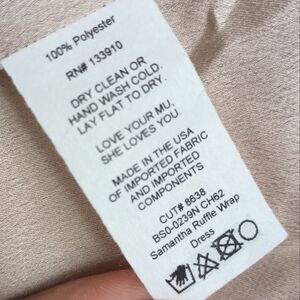 100% Polyester
RN# 133910
DRY CLEAN OR
HAND WASH COLD.
LAY FLAT TO DRY.
LOVE YOUR MU.
SHE LOVES YOU.
MADE IN THE USA
OF IMPORTED FABRIC
AND IMPORTED
COMPONENTS
CUT# 8638
BS0-0239N CH62
Samantha Ruffle Wrap
Dress